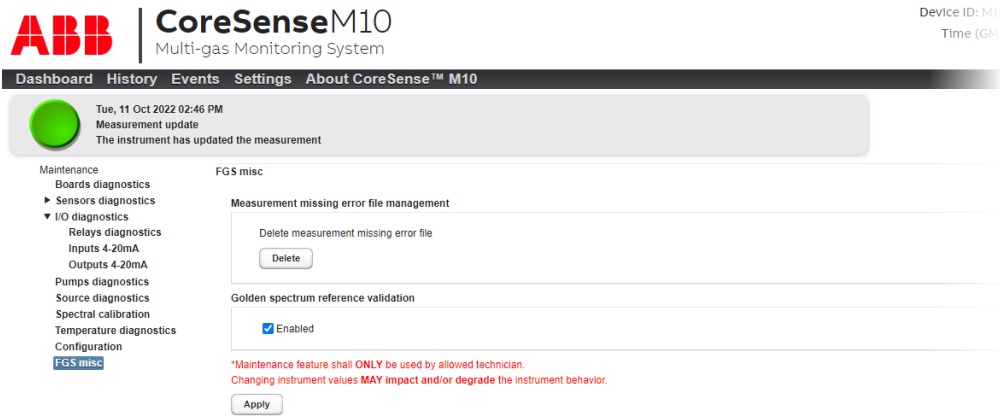 ABB
CoreSense M10
Multi-gas Monitoring System
Device ID: M1
Time (GM
Dashboard History Events Settings About CoreSense™ M10
Tue, 11 Oct 2022 02:46 PM
Measurement update
The instrument has updated the measurement
Maintenance
Boards diagnostics
Sensors diagnostics
I/O diagnostics
Relays diagnostics
Inputs 4-20mA
Outputs 4-20mA
Pumps diagnostics
Source diagnostics
Spectral calibration
Temperature diagnostics
Configuration
FGS misc
FGS misc
Measurement missing error file management
Delete measurement missing error file
Delete
Golden spectrum reference validation
Enabled
*Maintenance feature shall ONLY be used by allowed technician.
Changing instrument values MAY impact and/or degrade the instrument behavior.
Apply